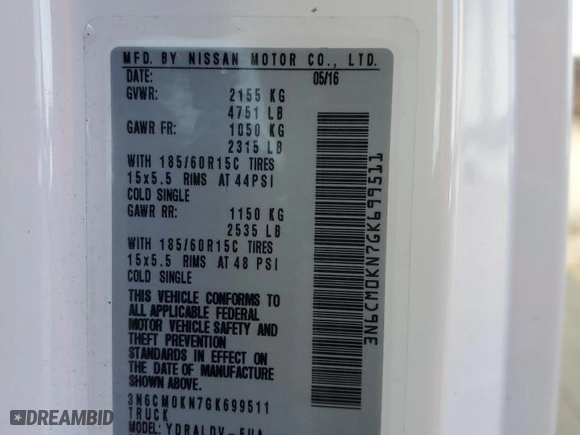 MFD. BY NISSAN MOTOR CO., LTD.
DATE: 05/16
GVWR: 2155 KG
4751 LB
GAWR FR: 1050 KG
2315 LB
WITH 185/60R15C TIRES
15x5.5 RIMS AT 44PSI
COLD SINGLE
GAWR RR: 1150 KG
2535 LB
WITH 185/60R15C TIRES
15x5.5 RIMS AT 48 PSI
COLD SINGLE
THIS VEHICLE CONFORMS TO
ALL APPLICABLE FEDERAL
MOTOR VEHICLE SAFETY AND
THEFT PREVENTION
STANDARDS IN EFFECT ON
THE DATE OF MANUFACTURE
SHOWN ABOVE.
3N6CM0KN7GK699511
TRUCK
MODEL: YDRALDV-EUA
3N6CM0KN7GK699511
DREAMBID